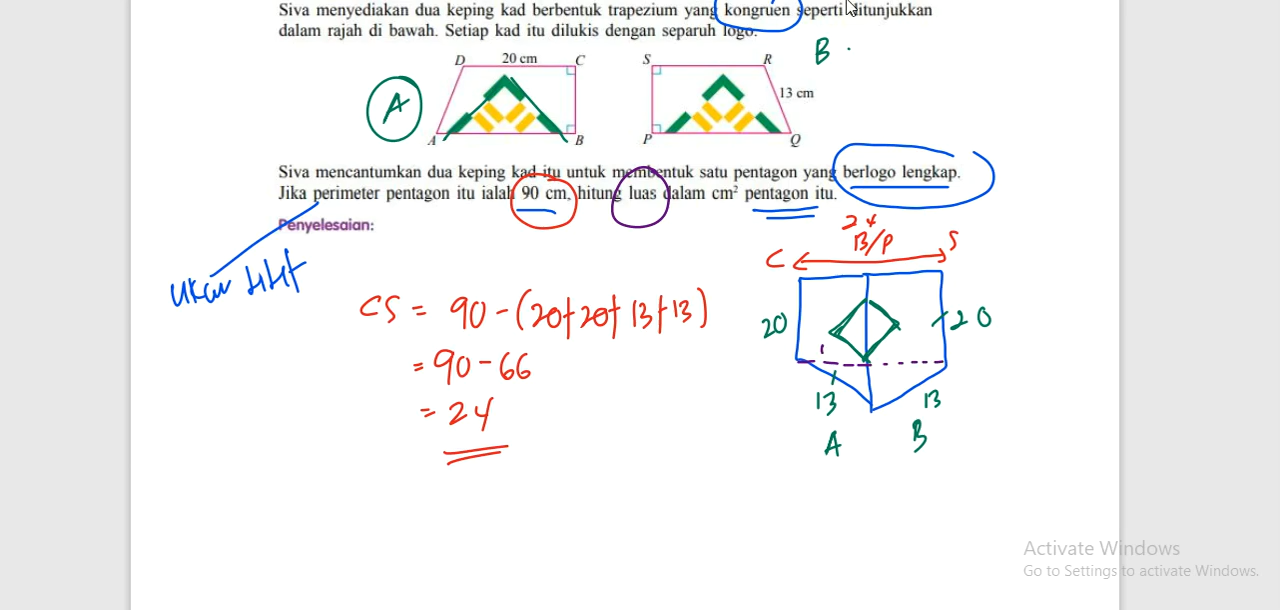 Siva menyediakan dua keping kad berbentuk trapezium yang kongruen seperti ditunjukkan
dalam rajah di bawah. Setiap kad itu dilukis dengan separuh logo.
B
D 20 cm C
S R
A
13 cm
A B
P Q
Siva mencantumkan dua keping kad itu untuk membentuk satu pentagon yang berlogo lengkap.
Jika perimeter pentagon itu ialah 90 cm, hitung luas dalam cm² pentagon itu.
Penyelesaian:
24
B/P
C S
CS = 90 - (20+20+13+13)
= 90 - 66
= 24
20 20
13 13
A B
Activate Windows
Go to Settings to activate Windows.